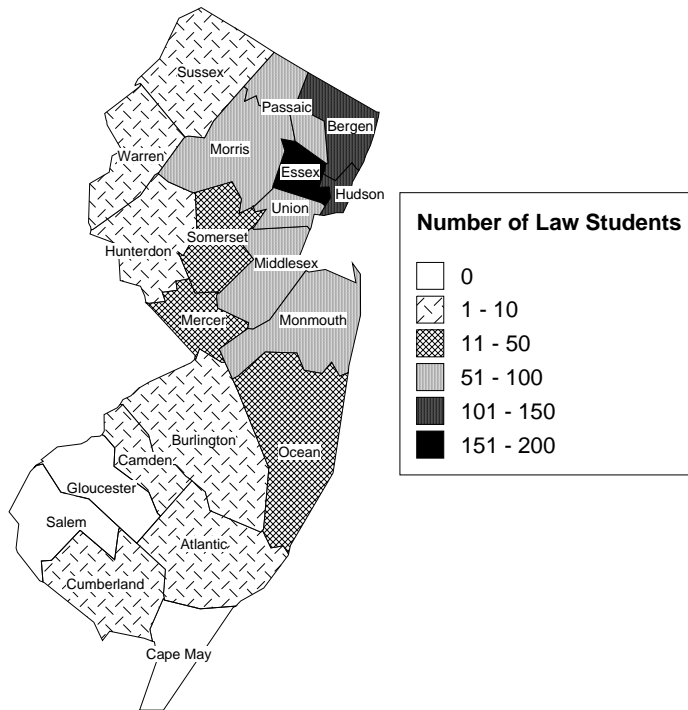 Sussex
Passaic
Bergen
Warren
Morris
Essex
Hudson
Union
Hunterdon
Somerset
Middlesex
Mercer
Monmouth
Burlington
Ocean
Camden
Gloucester
Salem
Atlantic
Cumberland
Cape May
Number of Law Students
0
1 - 10
11 - 50
51 - 100
101 - 150
151 - 200